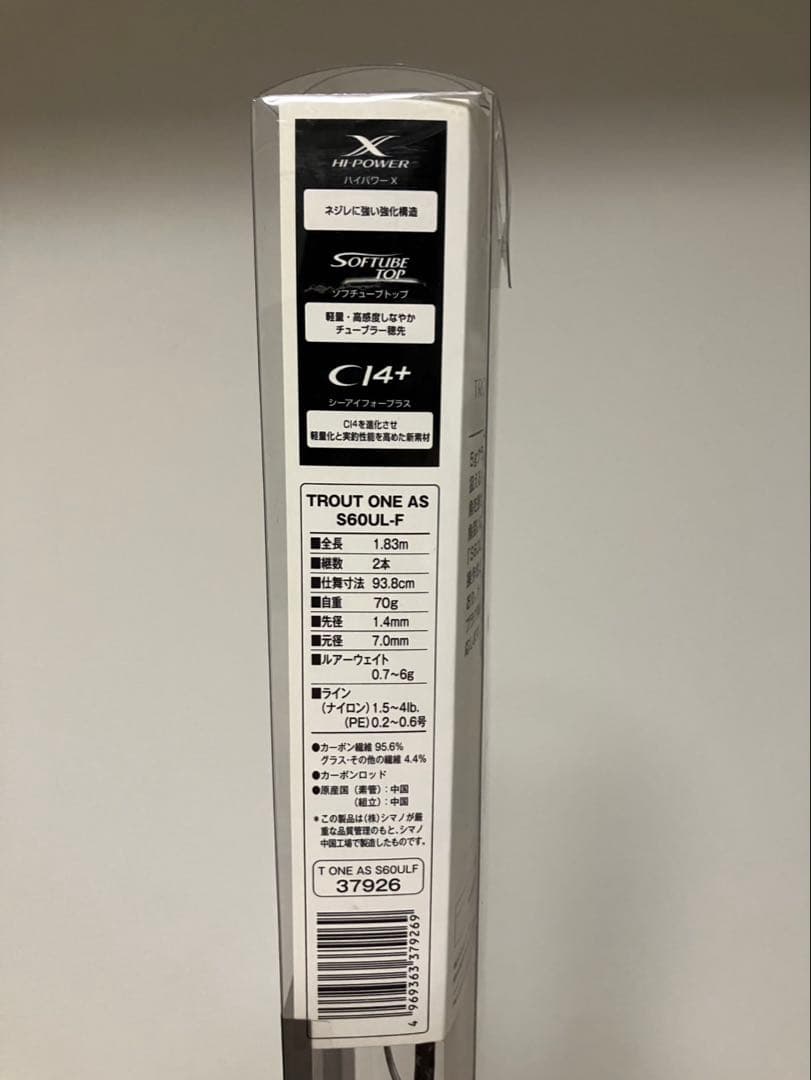 X
HI-POWER
ハイパワーX
ネジレに強い強化構造
SOFTUBE
TOP
ソフチューブトップ
軽量・高感度しなやか
チューブラー穂先
CI4+
シーアイフォープラス
CI4を進化させ
軽量化と実釣性能を高めた新素材
TROUT ONE AS
S60UL-F
■全長 1.83m
■継数 2本
■仕舞寸法 93.8cm
■自重 70g
■先径 1.4mm
■元径 7.0mm
■ルアーウェイト
0.7~6g
■ライン
(ナイロン)1.5~4lb.
(PE)0.2~0.6号
●カーボン繊維 95.6%
グラス・その他の繊維 4.4%
●カーボンロッド
●原産国(素管):中国
(組立):中国
*この製品は(株)シマノが厳
重な品質管理のもと、シマノ
中国工場で製造したものです。
T ONE AS S60ULF
37926
4 969363 379269